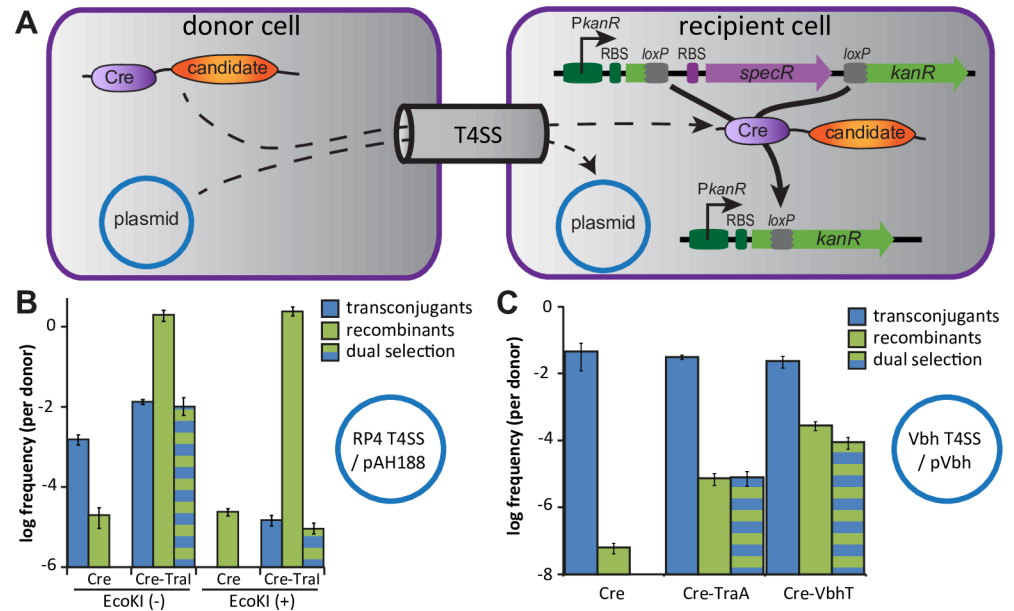 A
donor cell
recipient cell
Cre
candidate
plasmid
T4SS
PkanR
RBS
loxP
RBS
specR
loxP
kanR
Cre
candidate
plasmid
PkanR
RBS
loxP
kanR
B
log frequency (per donor)
0
-2
-4
-6
transconjugants
recombinants
dual selection
RP4 T4SS
/ pAH188
Cre
Cre-TraI
Cre
Cre-TraI
EcoKI (-)
EcoKI (+)
C
log frequency (per donor)
0
-2
-4
-6
-8
transconjugants
recombinants
dual selection
Vbh T4SS
/ pVbh
Cre
Cre-TraA
Cre-VbhT